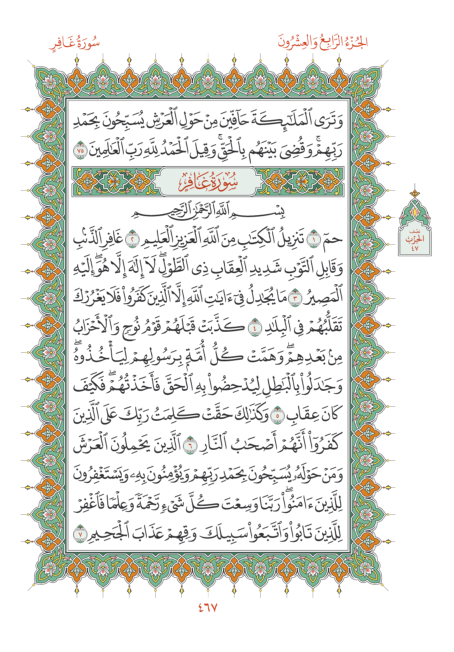 الجُزْءُ الرَّابِعُ وَالعِشْرُونَ
سُورَةُ غَافِرٍ
وَتَرَى ٱلْمَلَٰٓئِكَةَ حَآفِّينَ مِنْ حَوْلِ ٱلْعَرْشِ يُسَبِّحُونَ بِحَمْدِ
رَبِّهِمْۖ وَقُضِىَ بَيْنَهُم بِٱلْحَقِّۚ وَقِيلَ ٱلْحَمْدُ لِلَّهِ رَبِّ ٱلْعَٰلَمِينَ ٧٥
سُورَةُ غَافِرٍ
بِسْمِ ٱللَّهِ ٱلرَّحْمَٰنِ ٱلرَّحِيمِ
حمٓ ١ تَنزِيلُ ٱلْكِتَٰبِ مِنَ ٱللَّهِ ٱلْعَزِيزِ ٱلْعَلِيمِ ٢ غَافِرِ ٱلذَّنۢبِ
وَقَابِلِ ٱلتَّوْبِ شَدِيدِ ٱلْعِقَابِ ذِى ٱلطَّوْلِۖ لَآ إِلَٰهَ إِلَّا هُوَۖ إِلَيْهِ
ٱلْمَصِيرُ ٣ مَا يُجَٰدِلُ فِىٓ ءَايَٰتِ ٱللَّهِ إِلَّا ٱلَّذِينَ كَفَرُوا۟ فَلَا يَغْرُرْكَ
تَقَلُّبُهُمْ فِى ٱلْبِلَٰدِ ٤ كَذَّبَتْ قَبْلَهُمْ قَوْمُ نُوحٍ وَٱلْأَحْزَابُ
مِنۢ بَعْدِهِمْۖ وَهَمَّتْ كُلُّ أُمَّةٍۭ بِرَسُولِهِمْ لِيَأْخُذُوهُۖ
وَجَٰدَلُوا۟ بِٱلْبَٰطِلِ لِيُدْحِضُوا۟ بِهِ ٱلْحَقَّ فَأَخَذْتُهُمْۖ فَكَيْفَ
كَانَ عِقَابِ ٥ وَكَذَٰلِكَ حَقَّتْ كَلِمَتُ رَبِّكَ عَلَى ٱلَّذِينَ
كَفَرُوٓا۟ أَنَّهُمْ أَصْحَٰبُ ٱلنَّارِ ٦ ٱلَّذِينَ يَحْمِلُونَ ٱلْعَرْشَ
وَمَنْ حَوْلَهُۥ يُسَبِّحُونَ بِحَمْدِ رَبِّهِمْ وَيُؤْمِنُونَ بِهِۦ وَيَسْتَغْفِرُونَ
لِلَّذِينَ ءَامَنُوا۟ۖ رَبَّنَا وَسِعْتَ كُلَّ شَىْءٍ رَّحْمَةً وَعِلْمًا فَٱغْفِرْ
لِلَّذِينَ تَابُوا۟ وَٱتَّبَعُوا۟ سَبِيلَكَ وَقِهِمْ عَذَابَ ٱلْجَحِيمِ ٧
نصف
الحزب
٤٧
٤٦٧